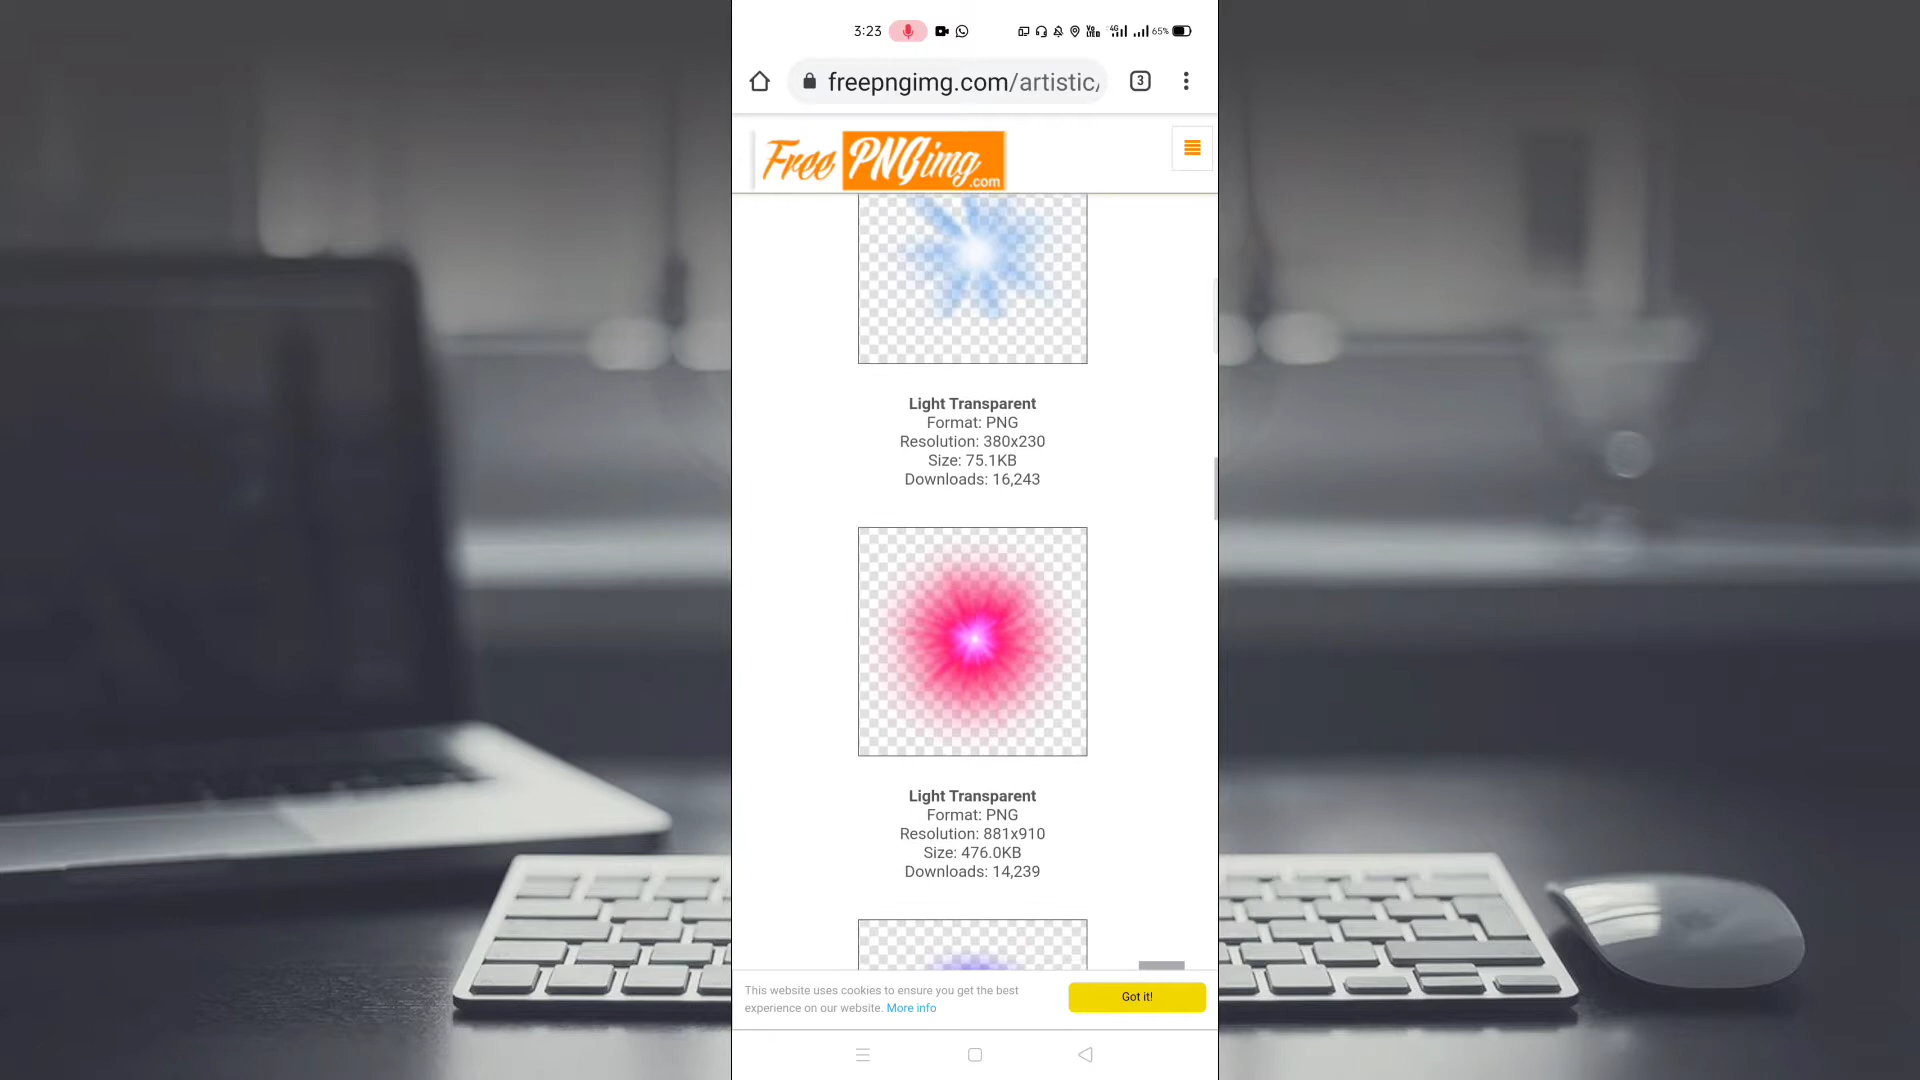 3:23
65%
freepngimg.com/artistic/
3
Free PNGimg
.com
Light Transparent
Format: PNG
Resolution: 380x230
Size: 75.1KB
Downloads: 16,243
Light Transparent
Format: PNG
Resolution: 881x910
Size: 476.0KB
Downloads: 14,239
This website uses cookies to ensure you get the best
experience on our website. More info
Got it!